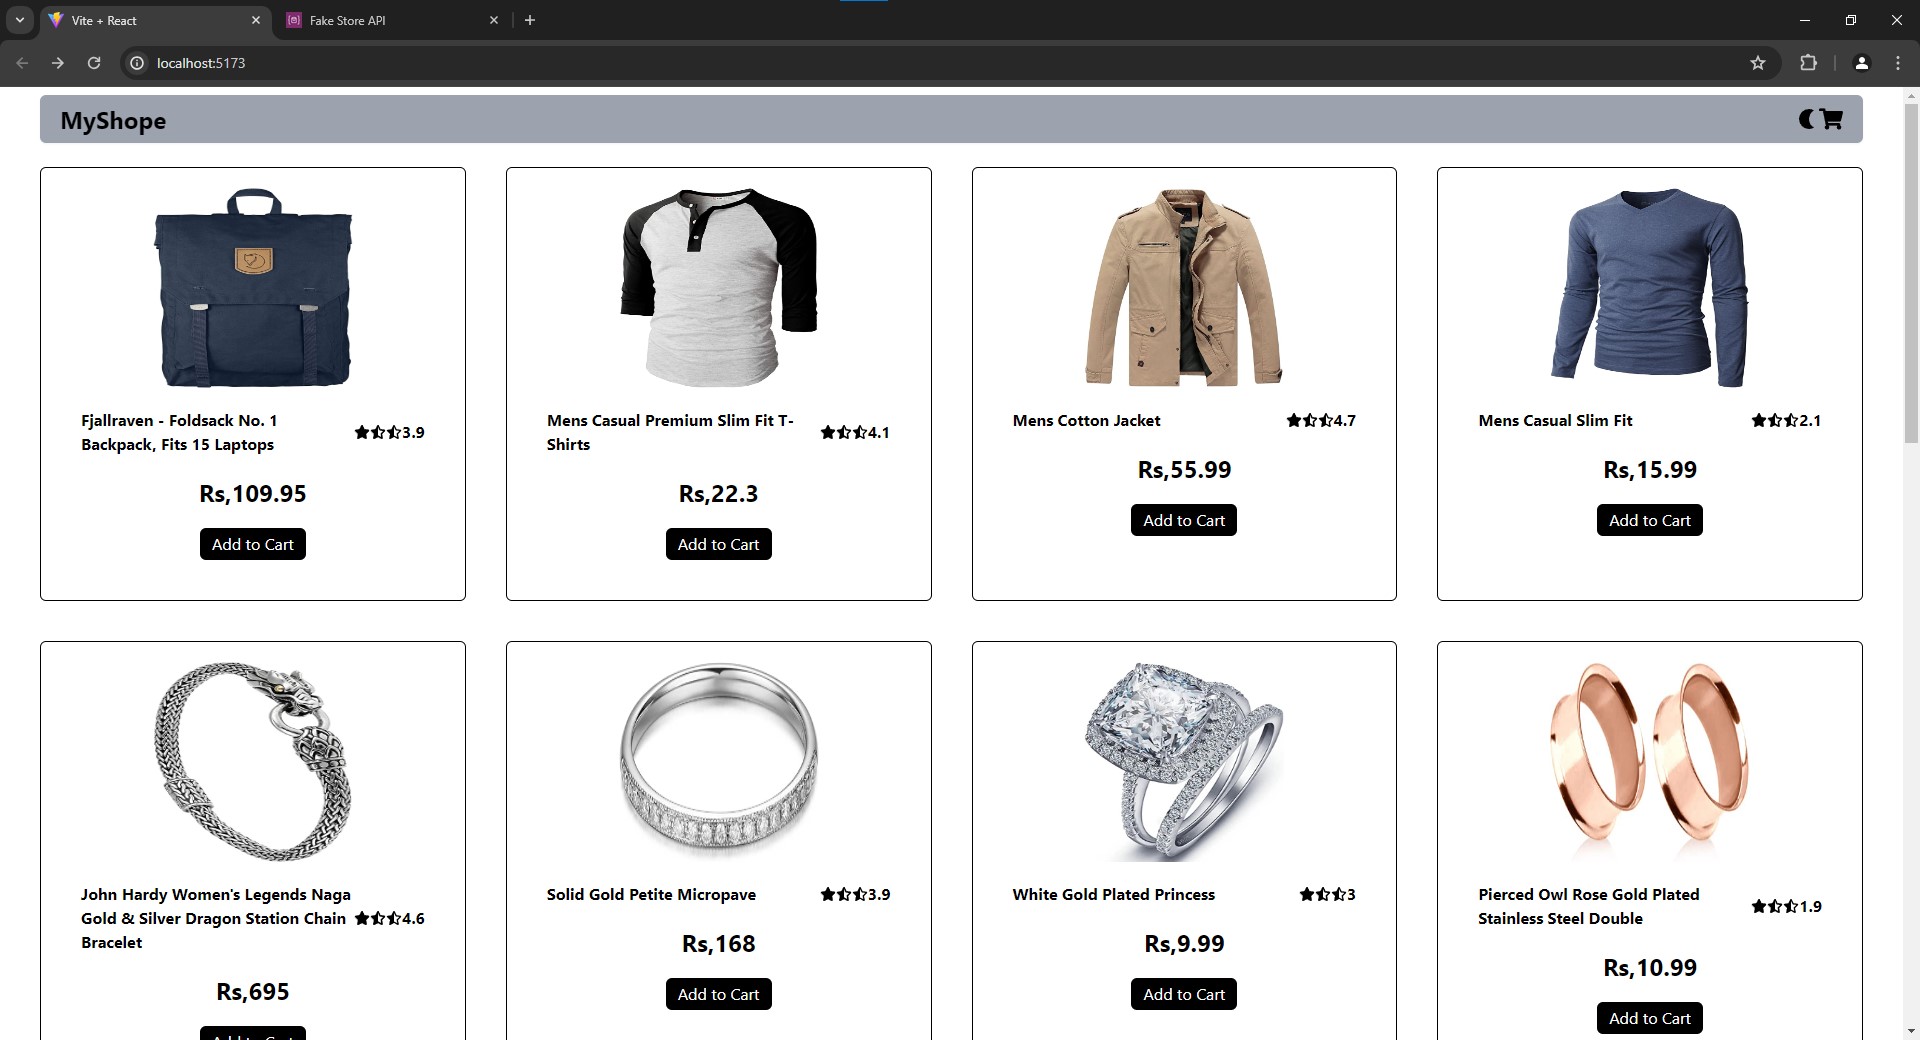 Vite + React
Fake Store API
localhost:5173
MyShope
Fjallraven - Foldsack No. 1
Backpack, Fits 15 Laptops
3.9
Rs,109.95
Add to Cart
Mens Casual Premium Slim Fit T-
Shirts
4.1
Rs,22.3
Add to Cart
Mens Cotton Jacket
4.7
Rs,55.99
Add to Cart
Mens Casual Slim Fit
2.1
Rs,15.99
Add to Cart
John Hardy Women's Legends Naga
Gold & Silver Dragon Station Chain
Bracelet
4.6
Rs,695
Add to Cart
Solid Gold Petite Micropave
3.9
Rs,168
Add to Cart
White Gold Plated Princess
3
Rs,9.99
Add to Cart
Pierced Owl Rose Gold Plated
Stainless Steel Double
1.9
Rs,10.99
Add to Cart